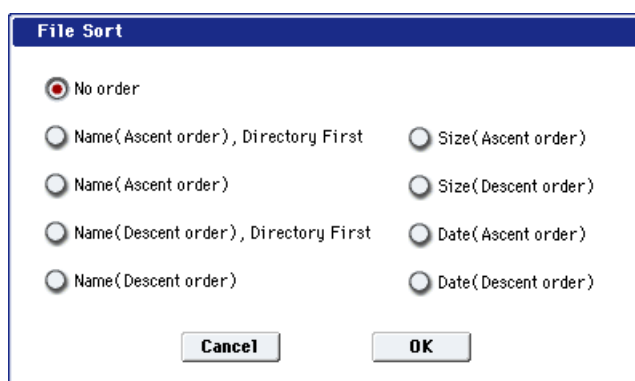 File Sort
No order
Name(Ascent order), Directory First
Size(Ascent order)
Name(Ascent order)
Size(Descent order)
Name(Descent order), Directory First
Date(Ascent order)
Name(Descent order)
Date(Descent order)
Cancel
OK